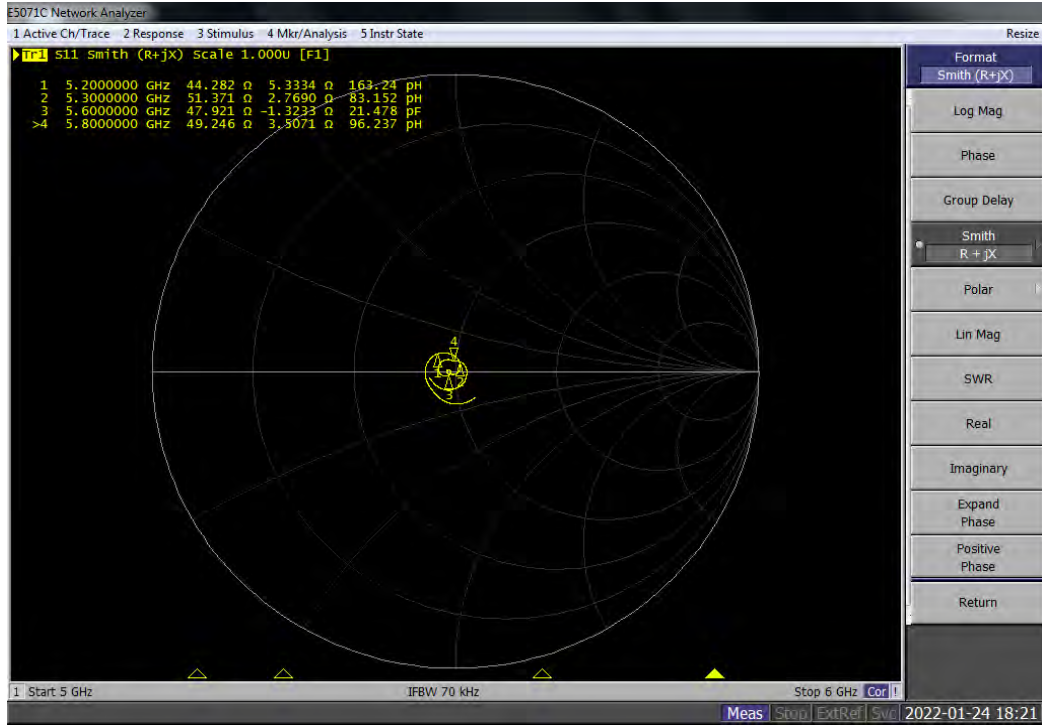 E5071C Network Analyzer
1 Active Ch/Trace 2 Response 3 Stimulus 4 Mkr/Analysis 5 Instr State Resize
Tr1 S11 Smith (R+jX) Scale 1.000U [F1]
1 5.2000000 GHz 44.282 Ω 5.3334 Ω 163.24 pH
2 5.3000000 GHz 51.371 Ω 2.7690 Ω 83.152 pH
3 5.6000000 GHz 47.921 Ω -1.3233 Ω 21.478 pF
>4 5.8000000 GHz 49.246 Ω 3.5071 Ω 96.237 pH
4
1
2
3
Format
Smith (R+jX)
Log Mag
Phase
Group Delay
Smith
R + jX
Polar
Lin Mag
SWR
Real
Imaginary
Expand
Phase
Positive
Phase
Return
1 Start 5 GHz IFBW 70 kHz Stop 6 GHz Cor !
Meas Stop ExtRef Svc 2022-01-24 18:21